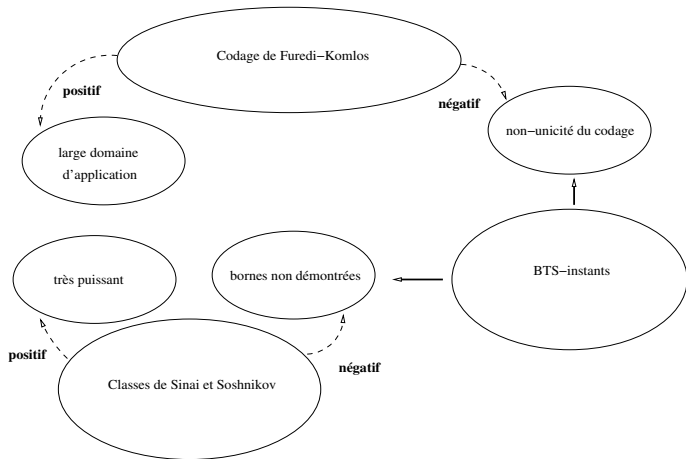 Codage de Furedi−Komlos
positif
négatif
non−unicité du codage
large domaine
d'application
BTS−instants
très puissant
bornes non démontrées
positif
négatif
Classes de Sinai et Soshnikov